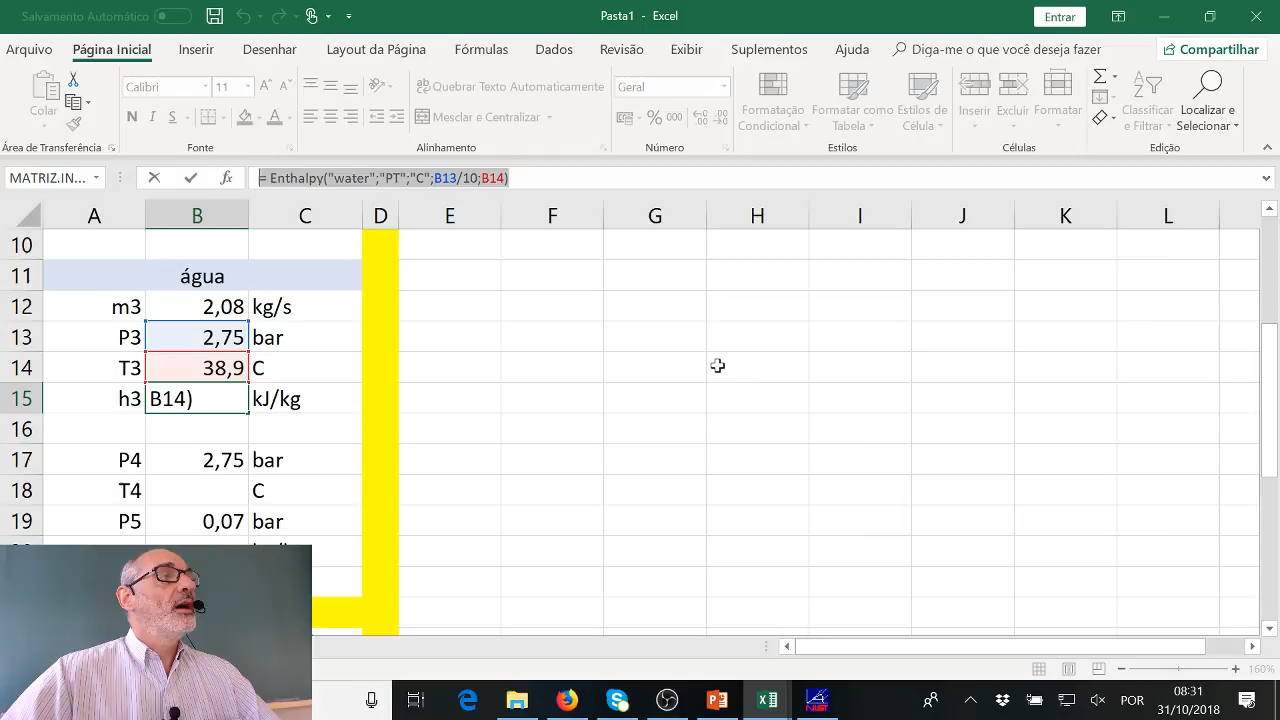 Salvamento Automático
Pasta1 - Excel
Entrar
Arquivo Página Inicial Inserir Desenhar Layout da Página Fórmulas Dados Revisão Exibir Suplementos Ajuda Diga-me o que você deseja fazer Compartilhar
Colar
Área de Transferência
Calibri 11
N I S
Fonte
Quebrar Texto Automaticamente
Mesclar e Centralizar
Alinhamento
Geral
% 000
Número
Formatação Condicional
Formatar como Tabela
Estilos de Célula
Estilos
Inserir Excluir Formatar
Células
Classificar e Filtrar
Localizar e Selecionar
Edição
MATRIZ.IN... fx = Enthalpy("water";"PT";"C";B13/10;B14)
A B C D E F G H I J K L
10
11 água
12 m3 2,08 kg/s
13 P3 2,75 bar
14 T3 38,9 C
15 h3 B14) kJ/kg
16
17 P4 2,75 bar
18 T4 C
19 P5 0,07 bar
160%
NIST
POR
08:31
31/10/2018